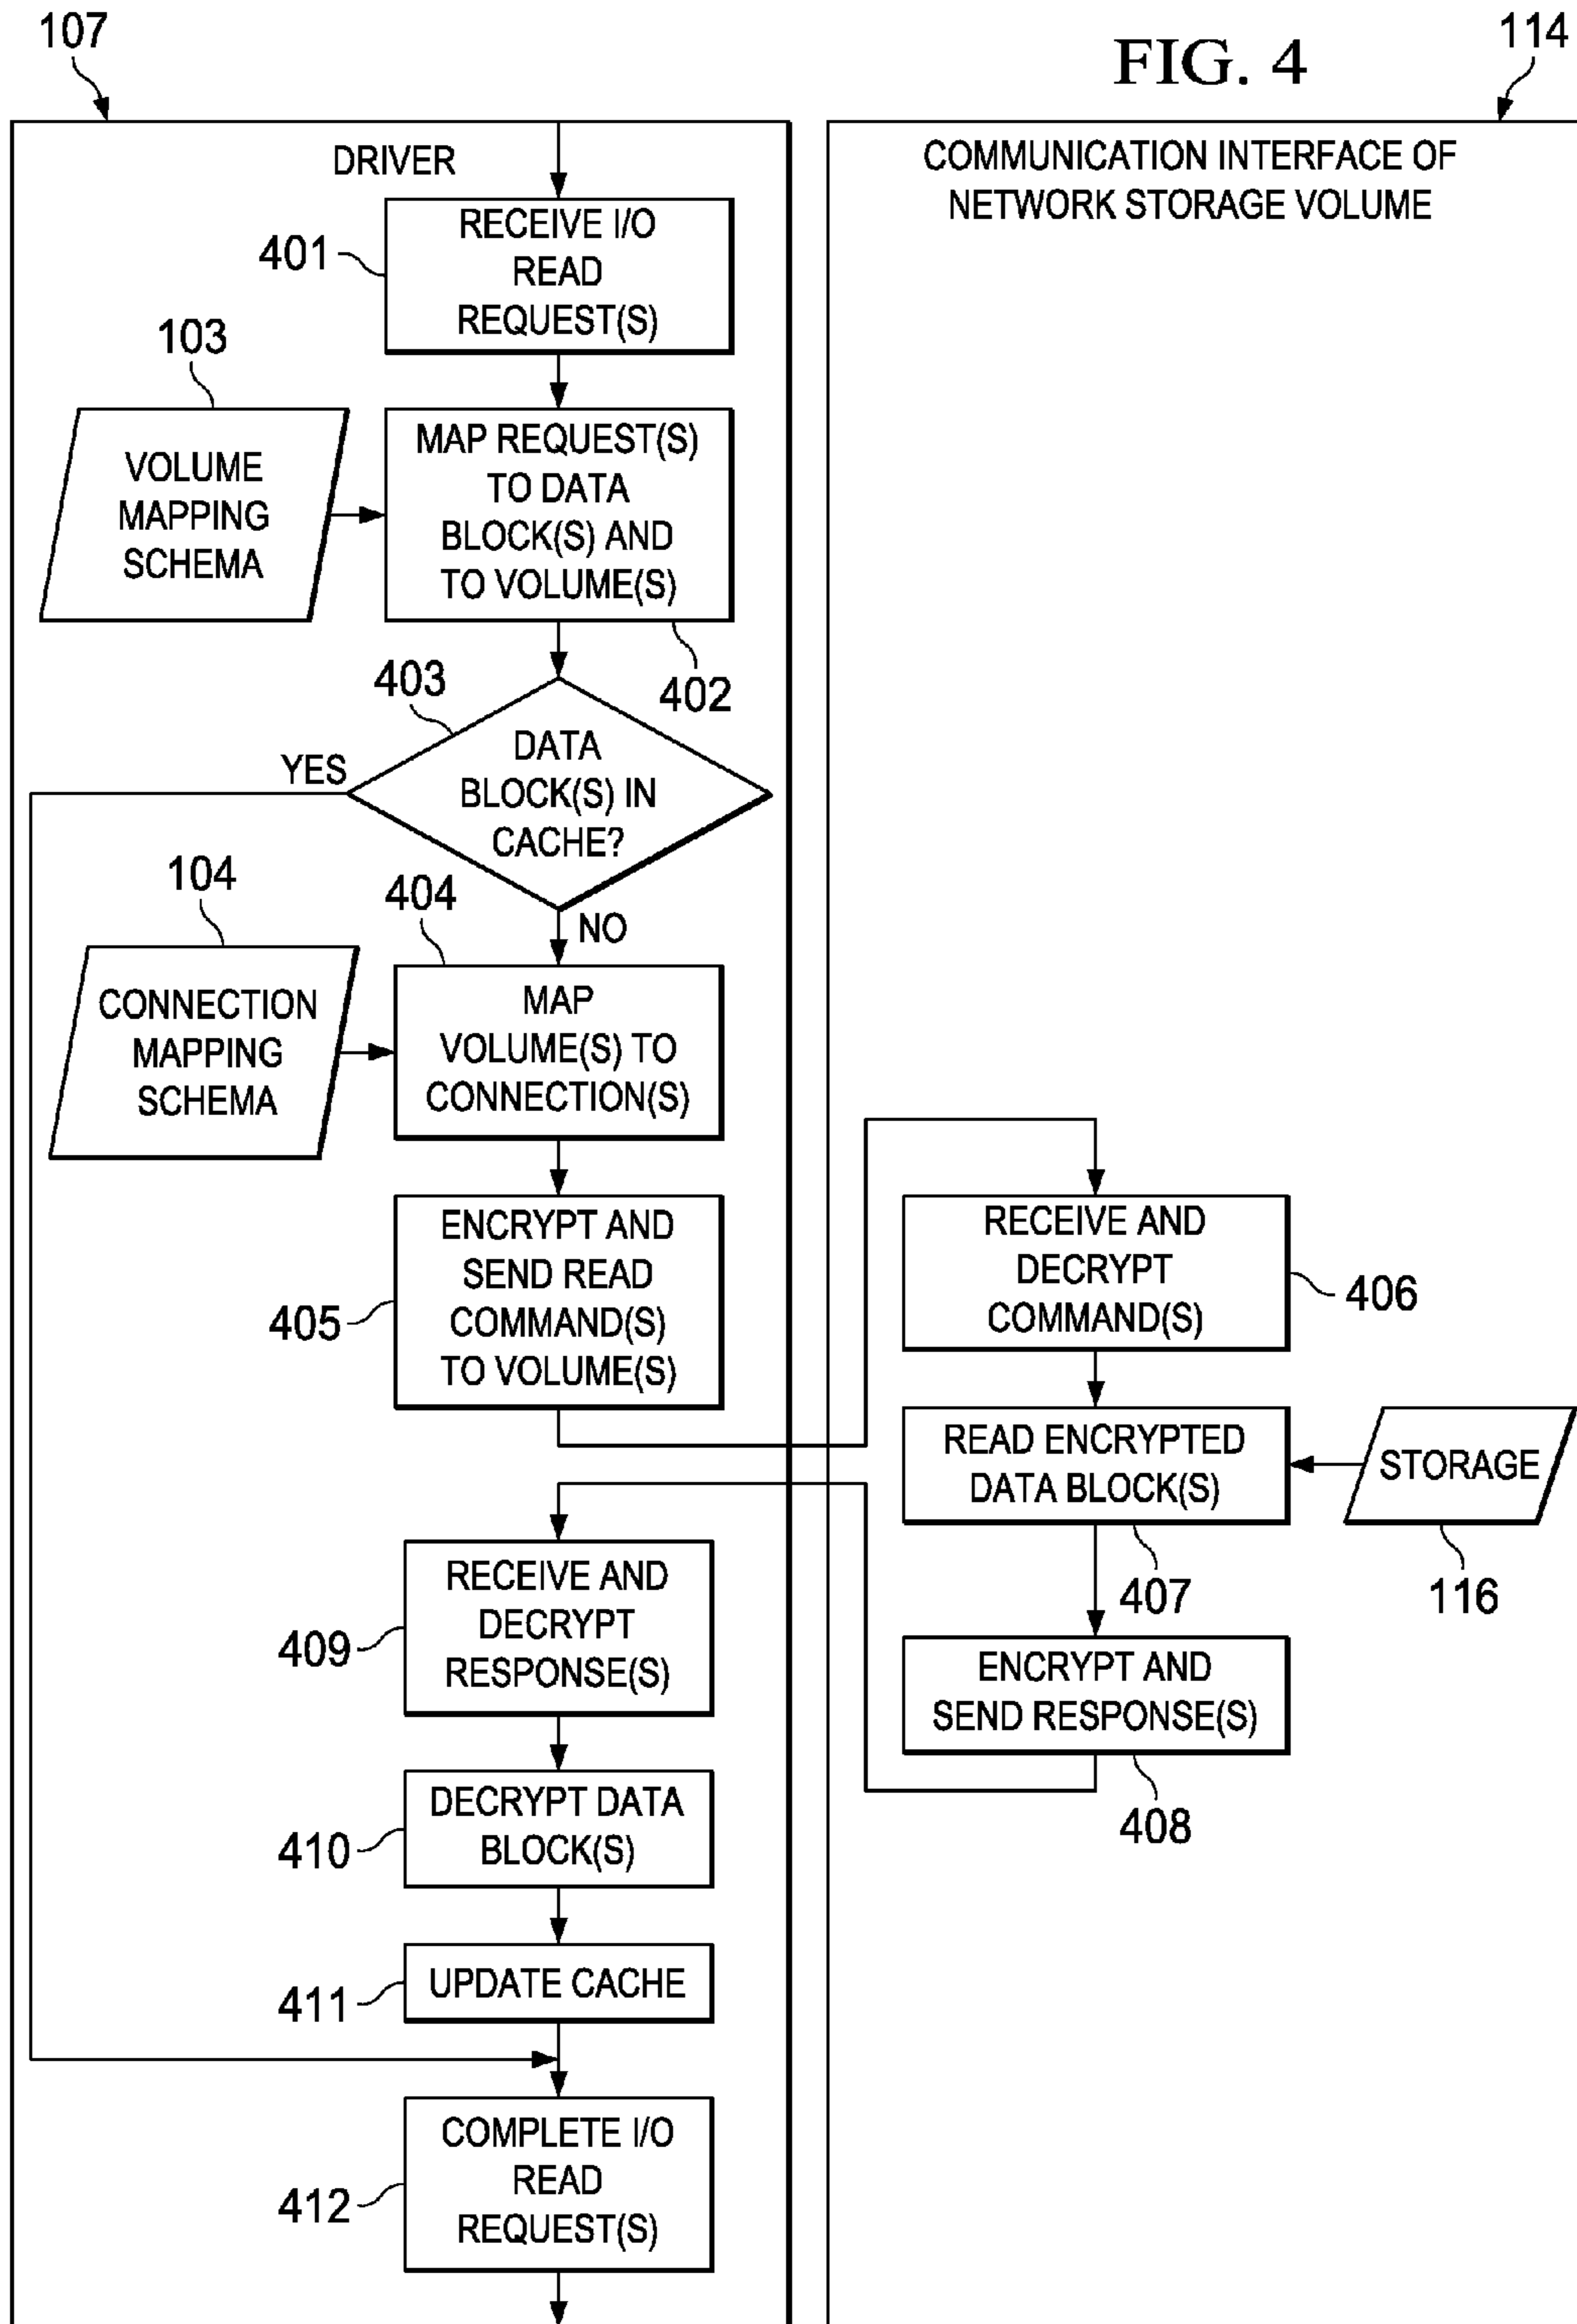 107
FIG. 4
114
DRIVER
COMMUNICATION INTERFACE OF
NETWORK STORAGE VOLUME
RECEIVE I/O
READ
REQUEST(S)
401
103
VOLUME
MAPPING
SCHEMA
MAP REQUEST(S)
TO DATA
BLOCK(S) AND
TO VOLUME(S)
402
403
YES
DATA
BLOCK(S) IN
CACHE?
NO
104
404
CONNECTION
MAPPING
SCHEMA
MAP
VOLUME(S) TO
CONNECTION(S)
ENCRYPT AND
SEND READ
COMMAND(S)
TO VOLUME(S)
405
RECEIVE AND
DECRYPT
COMMAND(S)
406
READ ENCRYPTED
DATA BLOCK(S)
407
STORAGE
116
ENCRYPT AND
SEND RESPONSE(S)
408
RECEIVE AND
DECRYPT
RESPONSE(S)
409
DECRYPT DATA
BLOCK(S)
410
UPDATE CACHE
411
COMPLETE I/O
READ
REQUEST(S)
412